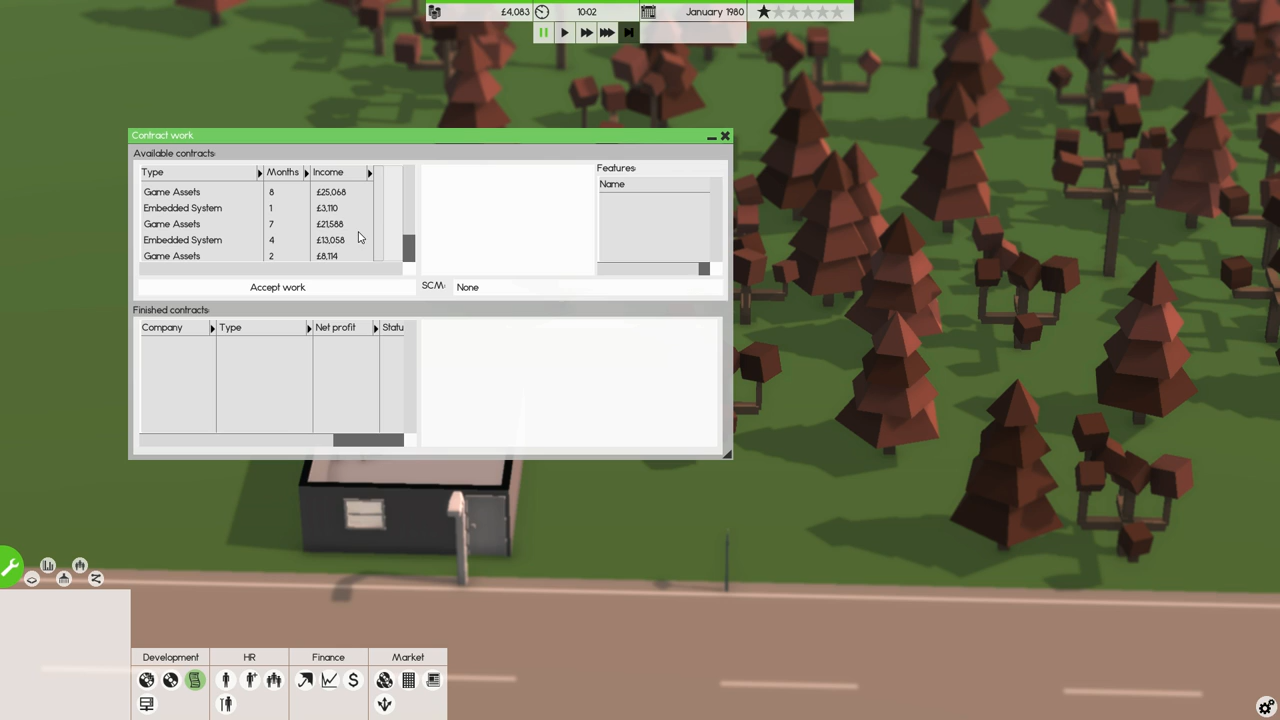 £4,083 10:02 January 1980
Contract work
Available contracts:
Type Months Income
Game Assets 8 £25,068
Embedded System 1 £3,110
Game Assets 7 £21,588
Embedded System 4 £13,058
Game Assets 2 £8,114
Features:
Name
Accept work SCM: None
Finished contracts:
Company Type Net profit Statu
Development HR Finance Market